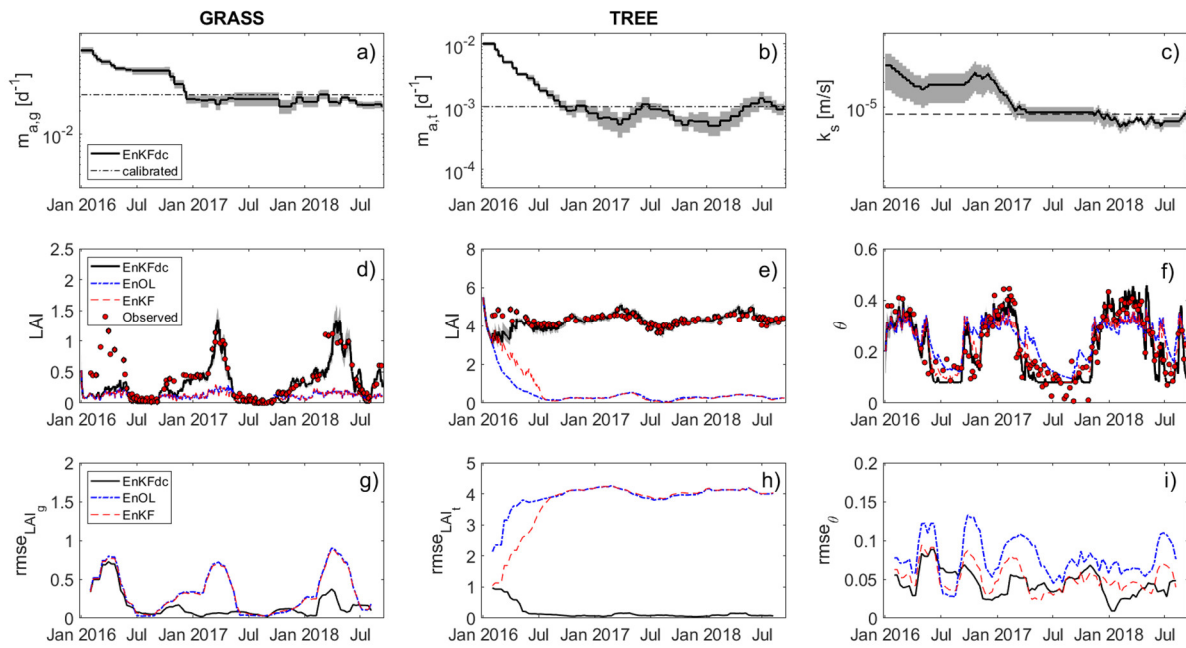 GRASS
TREE
a)
m_{a,g} [d^{-1}]
10^{-2}
EnKFdc
calibrated
Jan 2016 Jul Jan 2017 Jul Jan 2018 Jul
b)
m_{a,t} [d^{-1}]
10^{-2}
10^{-3}
10^{-4}
Jan 2016 Jul Jan 2017 Jul Jan 2018 Jul
c)
k_s [m/s]
10^{-5}
Jan 2016 Jul Jan 2017 Jul Jan 2018 Jul
d)
LAI
2.5
2
1.5
1
0.5
0
EnKFdc
EnOL
EnKF
Observed
Jan 2016 Jul Jan 2017 Jul Jan 2018 Jul
e)
LAI
8
6
4
2
0
Jan 2016 Jul Jan 2017 Jul Jan 2018 Jul
f)
θ
0.6
0.4
0.2
0
Jan 2016 Jul Jan 2017 Jul Jan 2018 Jul
g)
rmse_{LAI_g}
2
1.5
1
0.5
0
EnKFdc
EnOL
EnKF
Jan 2016 Jul Jan 2017 Jul Jan 2018 Jul
h)
rmse_{LAI_t}
5
4
3
2
1
0
Jan 2016 Jul Jan 2017 Jul Jan 2018 Jul
i)
rmse_θ
0.2
0.15
0.1
0.05
0
Jan 2016 Jul Jan 2017 Jul Jan 2018 Jul